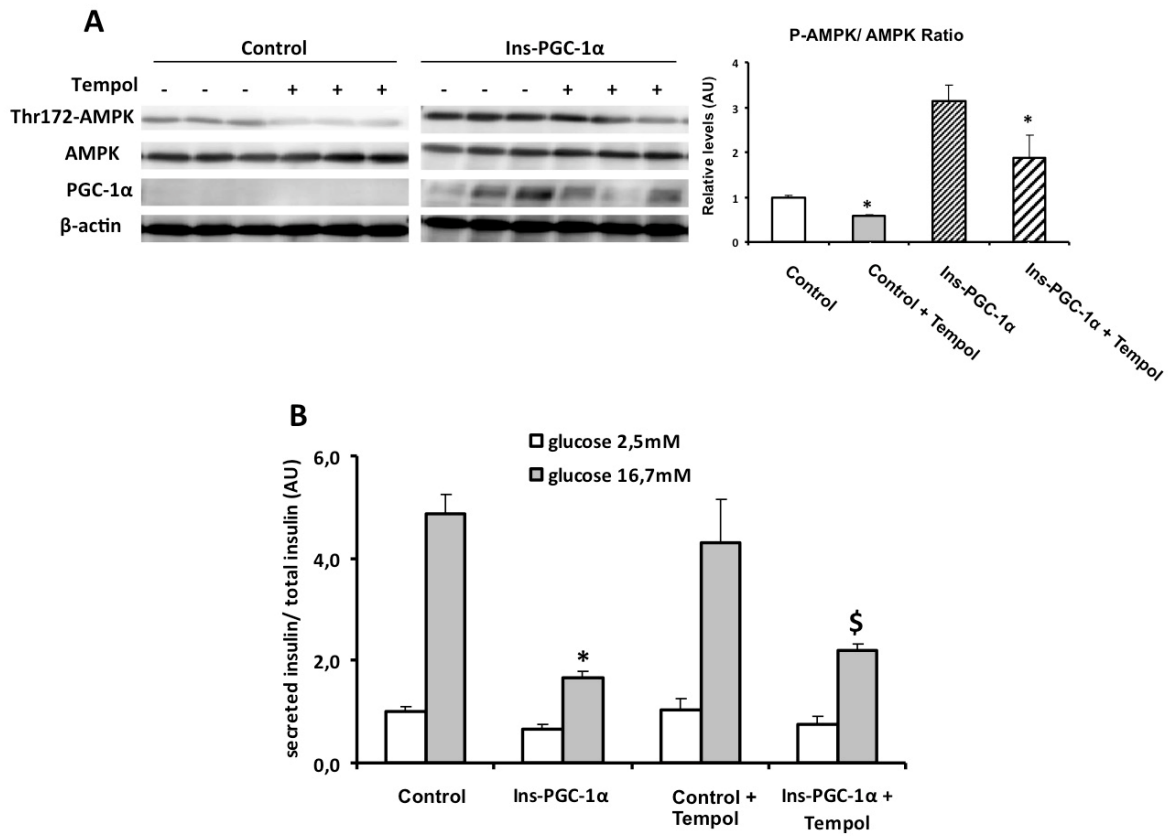 A
Control
Ins-PGC-1α
Tempol - - - + + + - - - + + +
Thr172-AMPK
AMPK
PGC-1α
β-actin
P-AMPK/ AMPK Ratio
Relative levels (AU)
4
3
2
1
0
*
*
Control
Control + Tempol
Ins-PGC-1α
Ins-PGC-1α + Tempol
B
glucose 2,5mM
glucose 16,7mM
secreted insulin/ total insulin (AU)
6,0
4,0
2,0
0,0
*
$
Control
Ins-PGC-1α
Control +
Tempol
Ins-PGC-1α +
Tempol